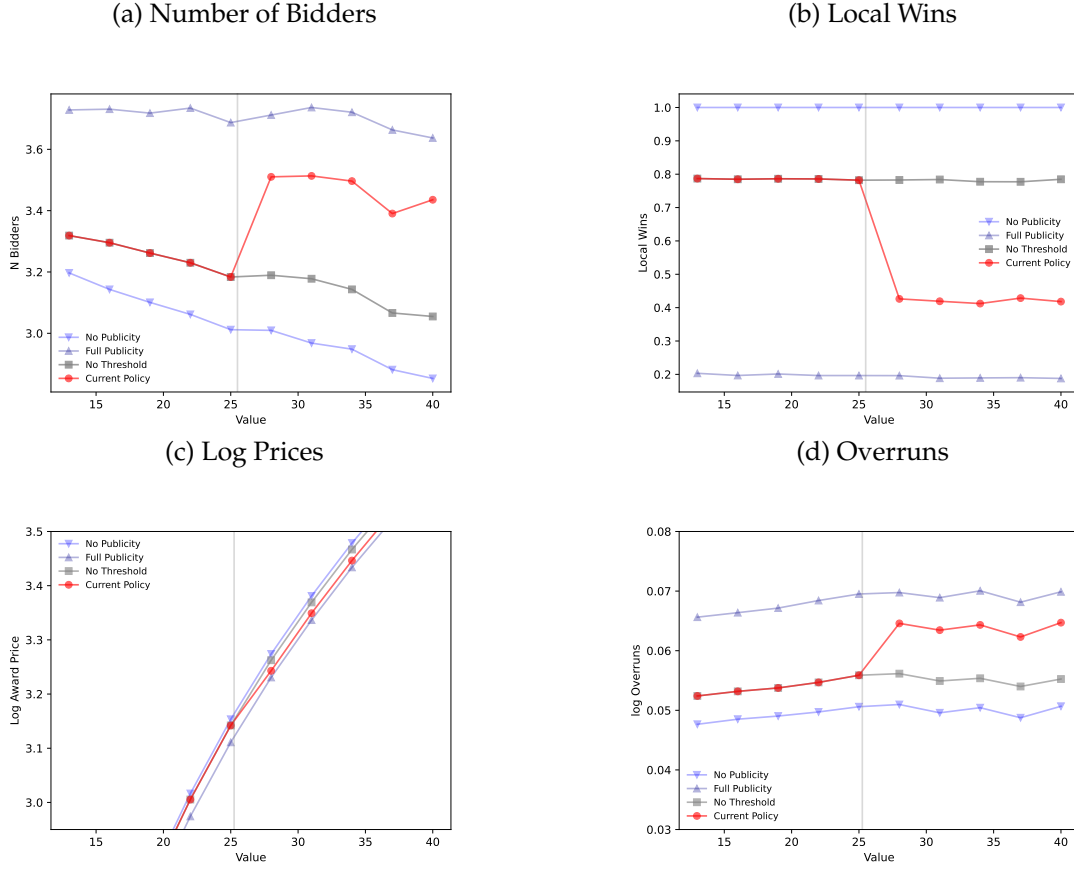 (a) Number of Bidders
3.6
3.4
3.2
3.0
N Bidders
No Publicity
Full Publicity
No Threshold
Current Policy
15 20 25 30 35 40
Value
(b) Local Wins
1.0
0.9
0.8
0.7
0.6
0.5
0.4
0.3
0.2
Local Wins
No Publicity
Full Publicity
No Threshold
Current Policy
15 20 25 30 35 40
Value
(c) Log Prices
3.5
3.4
3.3
3.2
3.1
3.0
Log Award Price
No Publicity
Full Publicity
No Threshold
Current Policy
15 20 25 30 35 40
Value
(d) Overruns
0.08
0.07
0.06
0.05
0.04
0.03
log Overruns
No Publicity
Full Publicity
No Threshold
Current Policy
15 20 25 30 35 40
Value